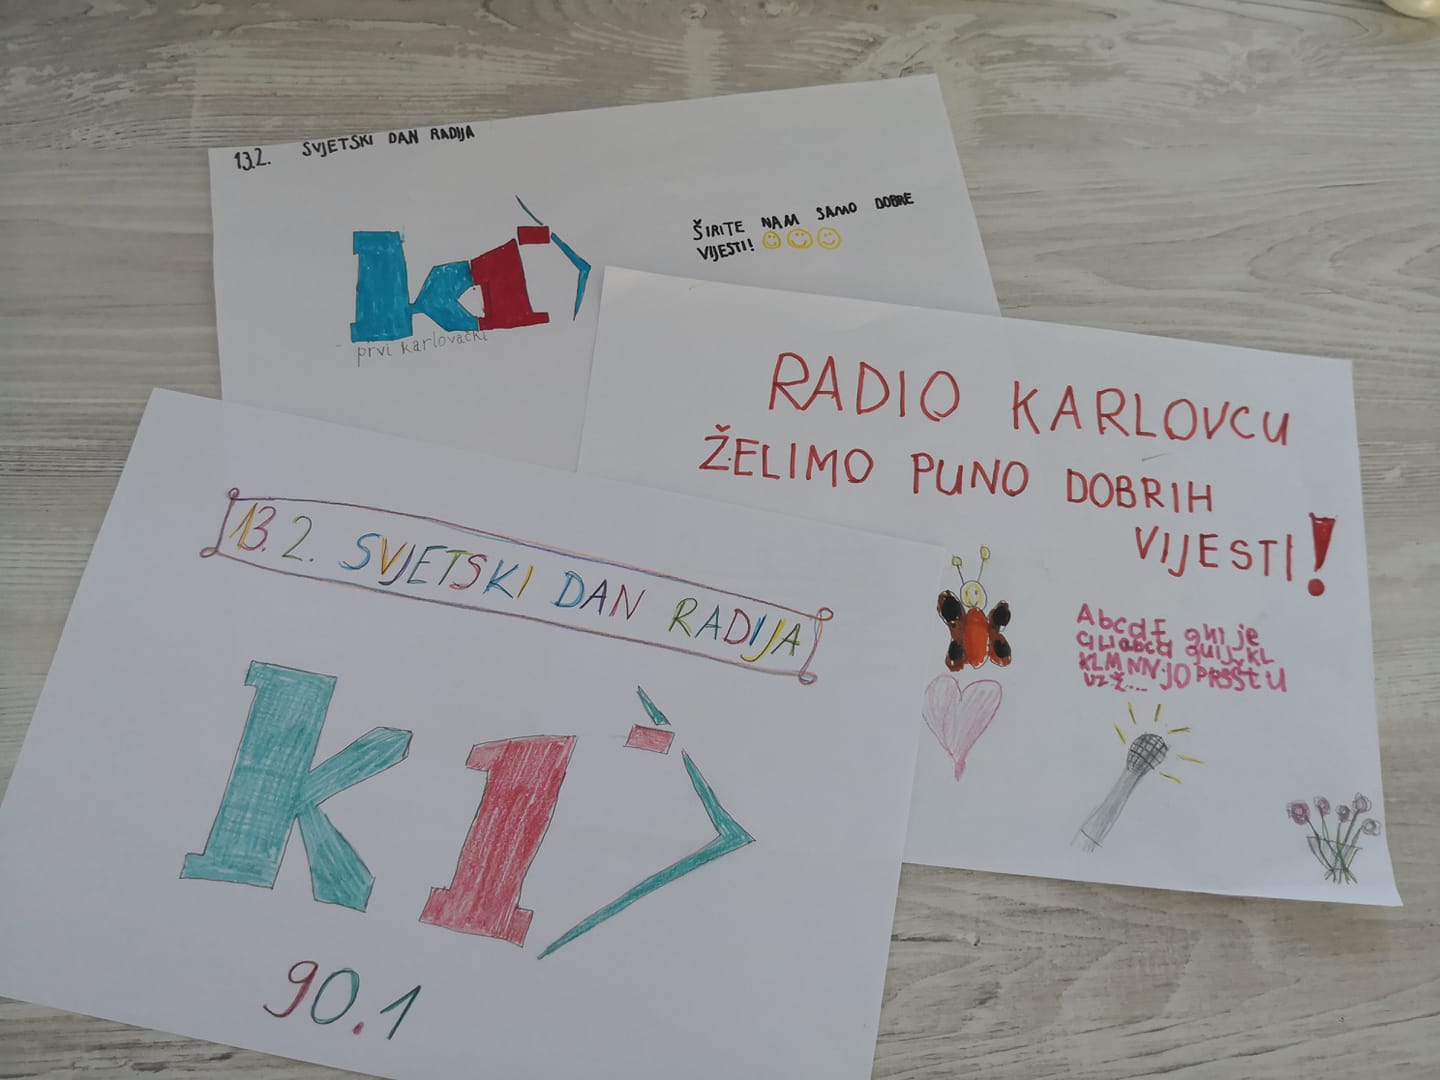 13.2. SVJETSKI DAN RADIJA
K1
prvi karlovački
ŠIRITE NAM SAMO DOBRE
VIJESTI!
RADIO KARLOVCU
ŽELIMO PUNO DOBRIH
VIJESTI!
13.2. SVJETSKI DAN RADIJA
K1
90.1